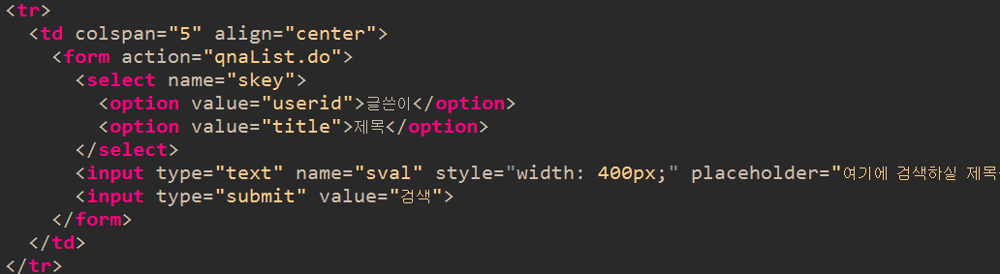 <tr>
<td colspan="5" align="center">
<form action="qnaList.do">
<select name="skey">
<option value="userid">글쓴이</option>
<option value="title">제목</option>
</select>
<input type="text" name="sval" style="width: 400px;" placeholder="여기에 검색하실 제목
<input type="submit" value="검색">
</form>
</td>
</tr>